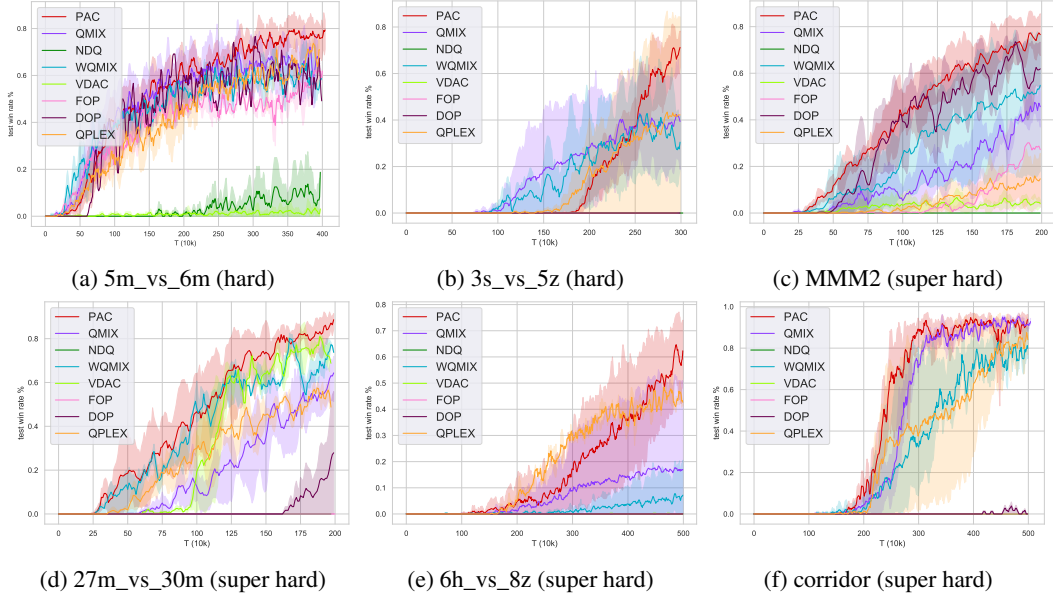 PAC
QMIX
NDQ
WQMIX
VDAC
FOP
DOP
QPLEX
test win rate %
0.8
0.6
0.4
0.2
0.0
0 50 100 150 200 250 300 350 400
T (10k)
(a) 5m_vs_6m (hard)
PAC
QMIX
NDQ
WQMIX
VDAC
FOP
DOP
QPLEX
test win rate %
0.8
0.6
0.4
0.2
0.0
0 50 100 150 200 250 300
T (10k)
(b) 3s_vs_5z (hard)
PAC
QMIX
NDQ
WQMIX
VDAC
FOP
DOP
QPLEX
test win rate %
0.8
0.6
0.4
0.2
0.0
0 25 50 75 100 125 150 175 200
T (10k)
(c) MMM2 (super hard)
PAC
QMIX
NDQ
WQMIX
VDAC
FOP
DOP
QPLEX
test win rate %
0.8
0.6
0.4
0.2
0.0
0 25 50 75 100 125 150 175 200
T (10k)
(d) 27m_vs_30m (super hard)
PAC
QMIX
NDQ
WQMIX
VDAC
FOP
DOP
QPLEX
test win rate %
0.8
0.7
0.6
0.5
0.4
0.3
0.2
0.1
0.0
0 100 200 300 400 500
T (10k)
(e) 6h_vs_8z (super hard)
PAC
QMIX
NDQ
WQMIX
VDAC
FOP
DOP
QPLEX
test win rate %
1.0
0.8
0.6
0.4
0.2
0.0
0 100 200 300 400 500
T (10k)
(f) corridor (super hard)